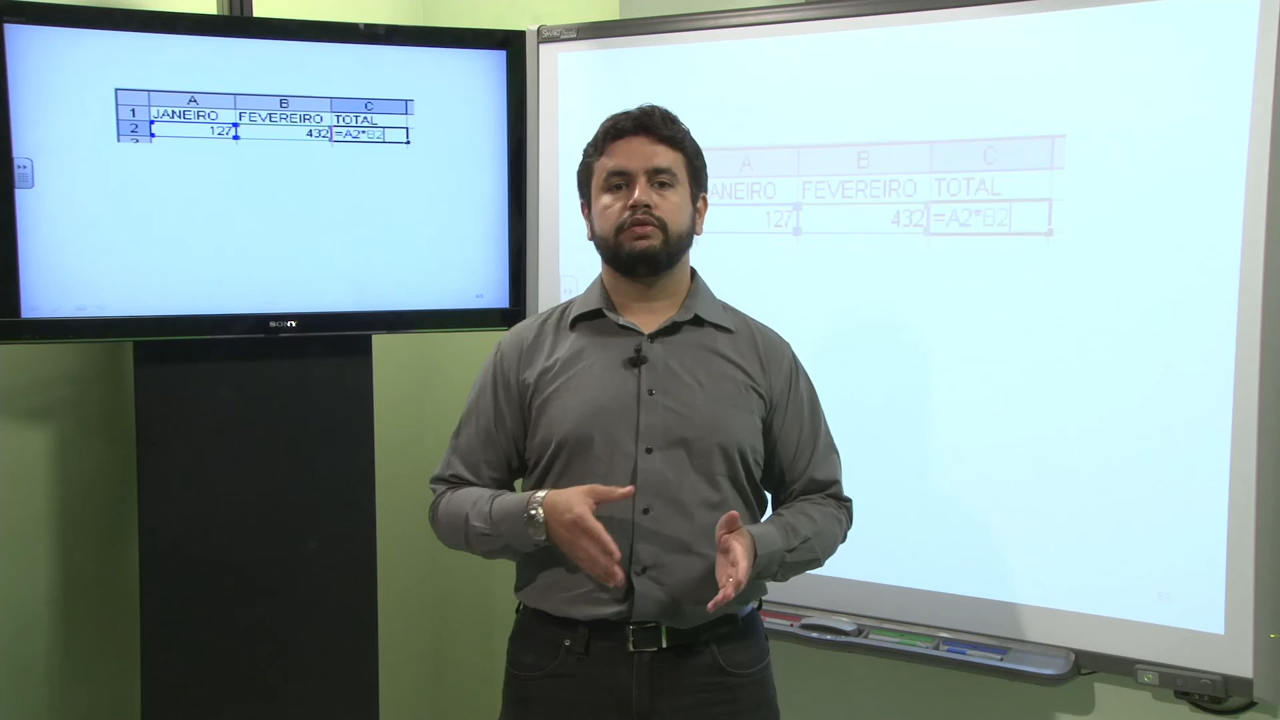 A B C
1 JANEIRO FEVEREIRO TOTAL
2 127 432 =A2*B2
SONY
A B C
ANEIRO FEVEREIRO TOTAL
127 432 =A2*B2